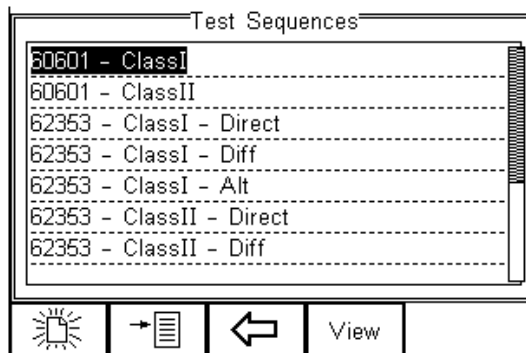 Test Sequences
60601 - ClassI
60601 - ClassII
62353 - ClassI - Direct
62353 - ClassI - Diff
62353 - ClassI - Alt
62353 - ClassII - Direct
62353 - ClassII - Diff
View